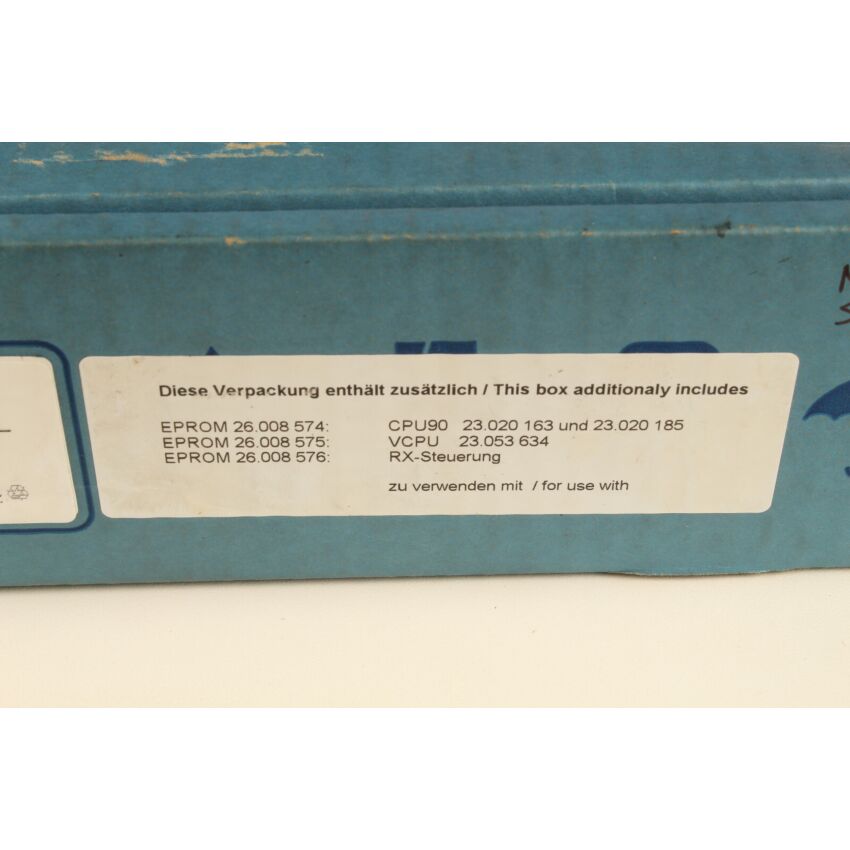 Diese Verpackung enthält zusätzlich / This box additionaly includes
EPROM 26.008 574: CPU90 23.020 163 und 23.020 185
EPROM 26.008 575: VCPU 23.053 634
EPROM 26.008 576: RX-Steuerung
zu verwenden mit / for use with